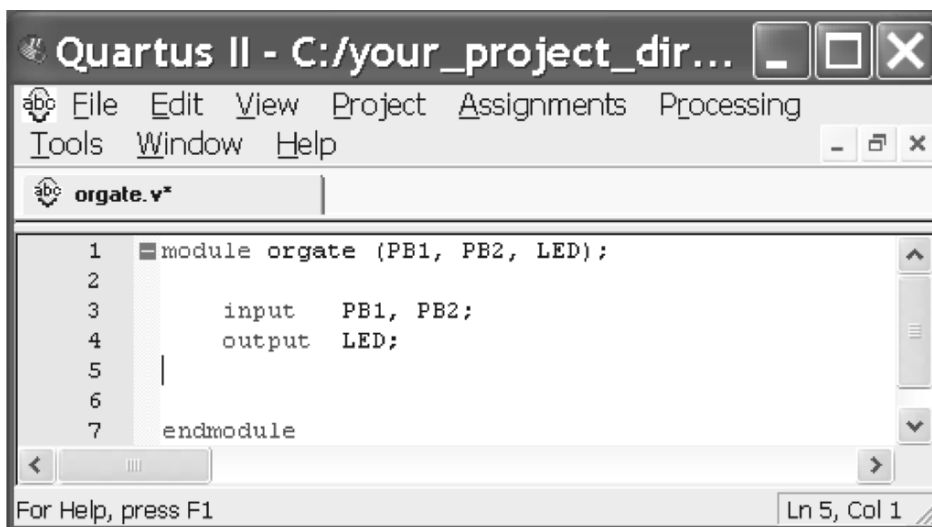 Quartus II - C:/your_project_dir...
File Edit View Project Assignments Processing
Tools Window Help
abc orgate.v*
1 module orgate (PB1, PB2, LED);
2
3 input PB1, PB2;
4 output LED;
5
6
7 endmodule
For Help, press F1 Ln 5, Col 1